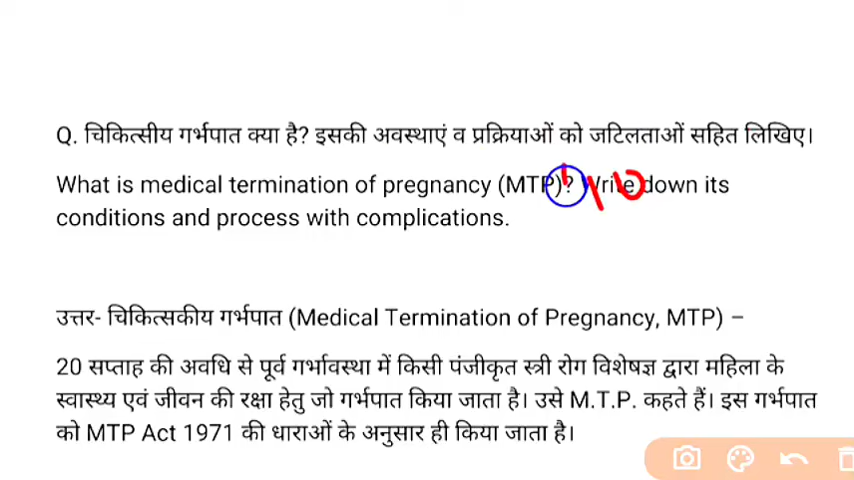 Q. चिकित्सीय गर्भपात क्या है? इसकी अवस्थाएं व प्रक्रियाओं को जटिलताओं सहित लिखिए।
What is medical termination of pregnancy (MTP)? Write down its
conditions and process with complications.
उत्तर- चिकित्सकीय गर्भपात (Medical Termination of Pregnancy, MTP) –
20 सप्ताह की अवधि से पूर्व गर्भावस्था में किसी पंजीकृत स्त्री रोग विशेषज्ञ द्वारा महिला के
स्वास्थ्य एवं जीवन की रक्षा हेतु जो गर्भपात किया जाता है। उसे M.T.P. कहते हैं। इस गर्भपात
को MTP Act 1971 की धाराओं के अनुसार ही किया जाता है।